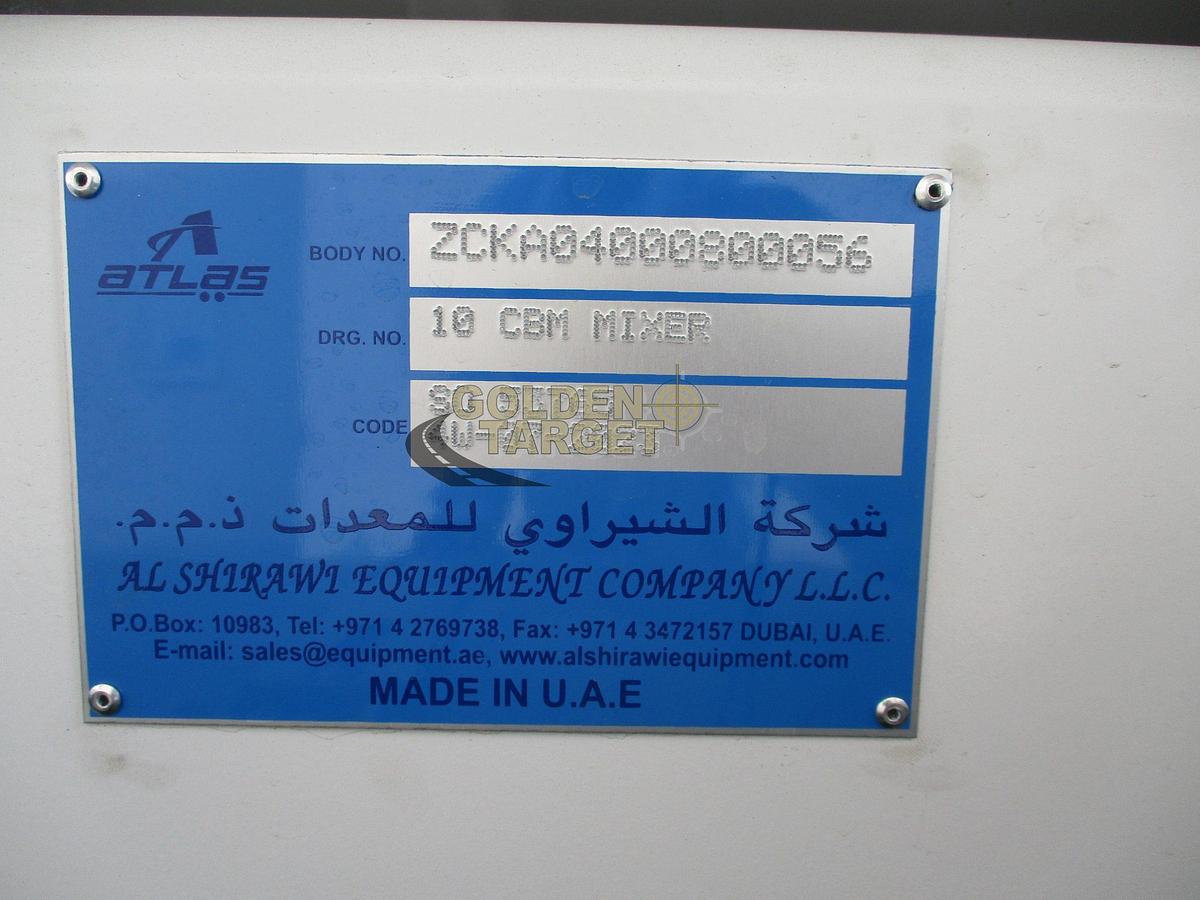 ATLAS
BODY NO. ZCKA04000800056
DRG. NO. 10 CBM MIXER
CODE
GOLDEN
TARGET
شركة الشيراوي للمعدات ذ.م.م.
AL SHIRAWI EQUIPMENT COMPANY L.L.C.
P.O.Box: 10983, Tel: +971 4 2769738, Fax: +971 4 3472157 DUBAI, U.A.E.
E-mail: sales@equipment.ae, www.alshirawiequipment.com
MADE IN U.A.E